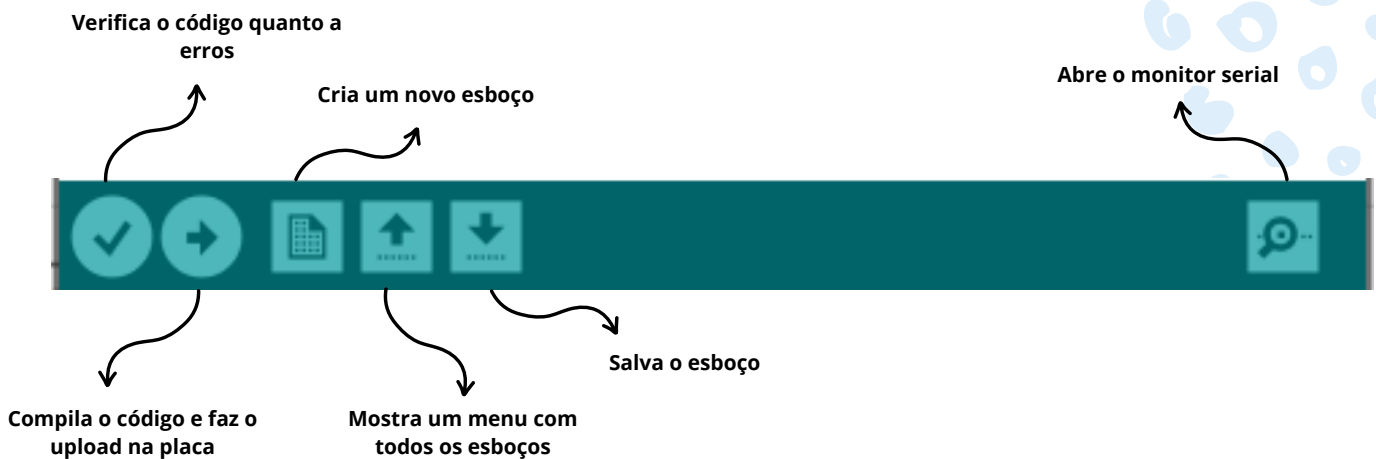 Verifica o código quanto a
erros
Cria um novo esboço
Abre o monitor serial
Salva o esboço
Compila o código e faz o
upload na placa
Mostra um menu com
todos os esboços